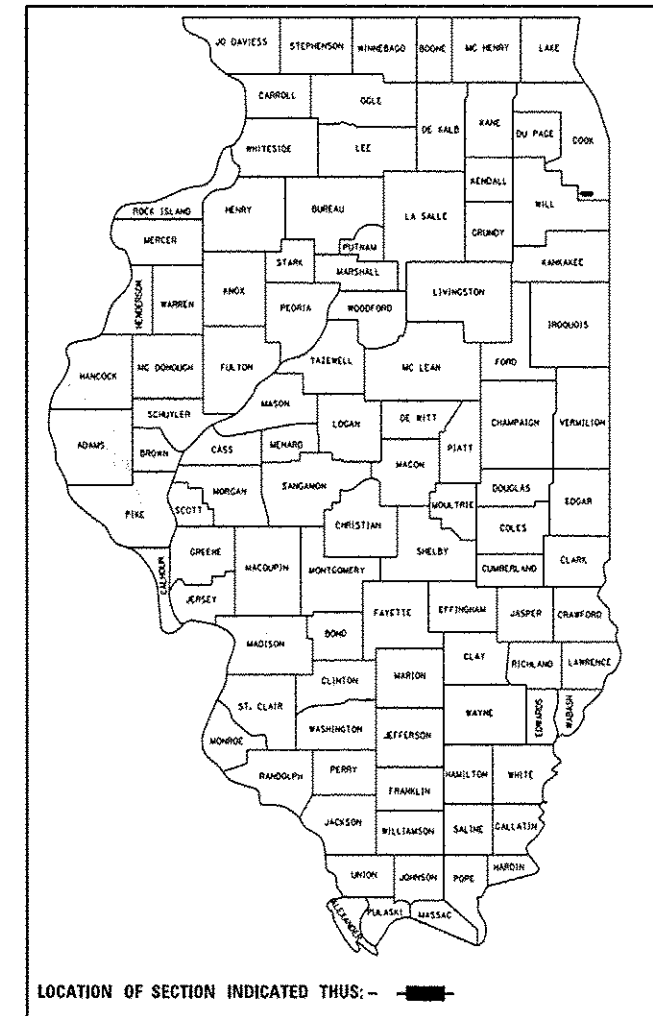 JO DAVIESS STEPHENSON WINNEBAGO BOONE MC HENRY LAKE
CARROLL OGLE DE KALB KANE DU PAGE COOK
WHITESIDE LEE KENDALL WILL
ROCK ISLAND HENRY BUREAU LA SALLE GRUNDY
MERCER PUTNAM KANKAKEE
STARK MARSHALL
HENDERSON WARREN KNOX PEORIA WOODFORD LIVINGSTON IROQUOIS
HANCOCK MC DONOUGH FULTON TAZEWELL MC LEAN FORD
SCHUYLER MASON LOGAN DE WITT CHAMPAIGN VERMILION
ADAMS BROWN CASS MENARD PIATT
MACON
PIKE SCOTT MORGAN SANGAMON CHRISTIAN MOULTRIE DOUGLAS EDGAR
COLES
CALHOUN GREENE MACOUPIN MONTGOMERY SHELBY CUMBERLAND CLARK
JERSEY FAYETTE EFFINGHAM JASPER CRAWFORD
MADISON BOND CLAY RICHLAND LAWRENCE
CLINTON MARION
ST. CLAIR WAYNE EDWARDS WABASH
MONROE WASHINGTON JEFFERSON
RANDOLPH PERRY HAMILTON WHITE
FRANKLIN
JACKSON WILLIAMSON SALINE GALLATIN
UNION JOHNSON POPE HARDIN
ALEXANDER PULASKI MASSAC
LOCATION OF SECTION INDICATED THUS: -